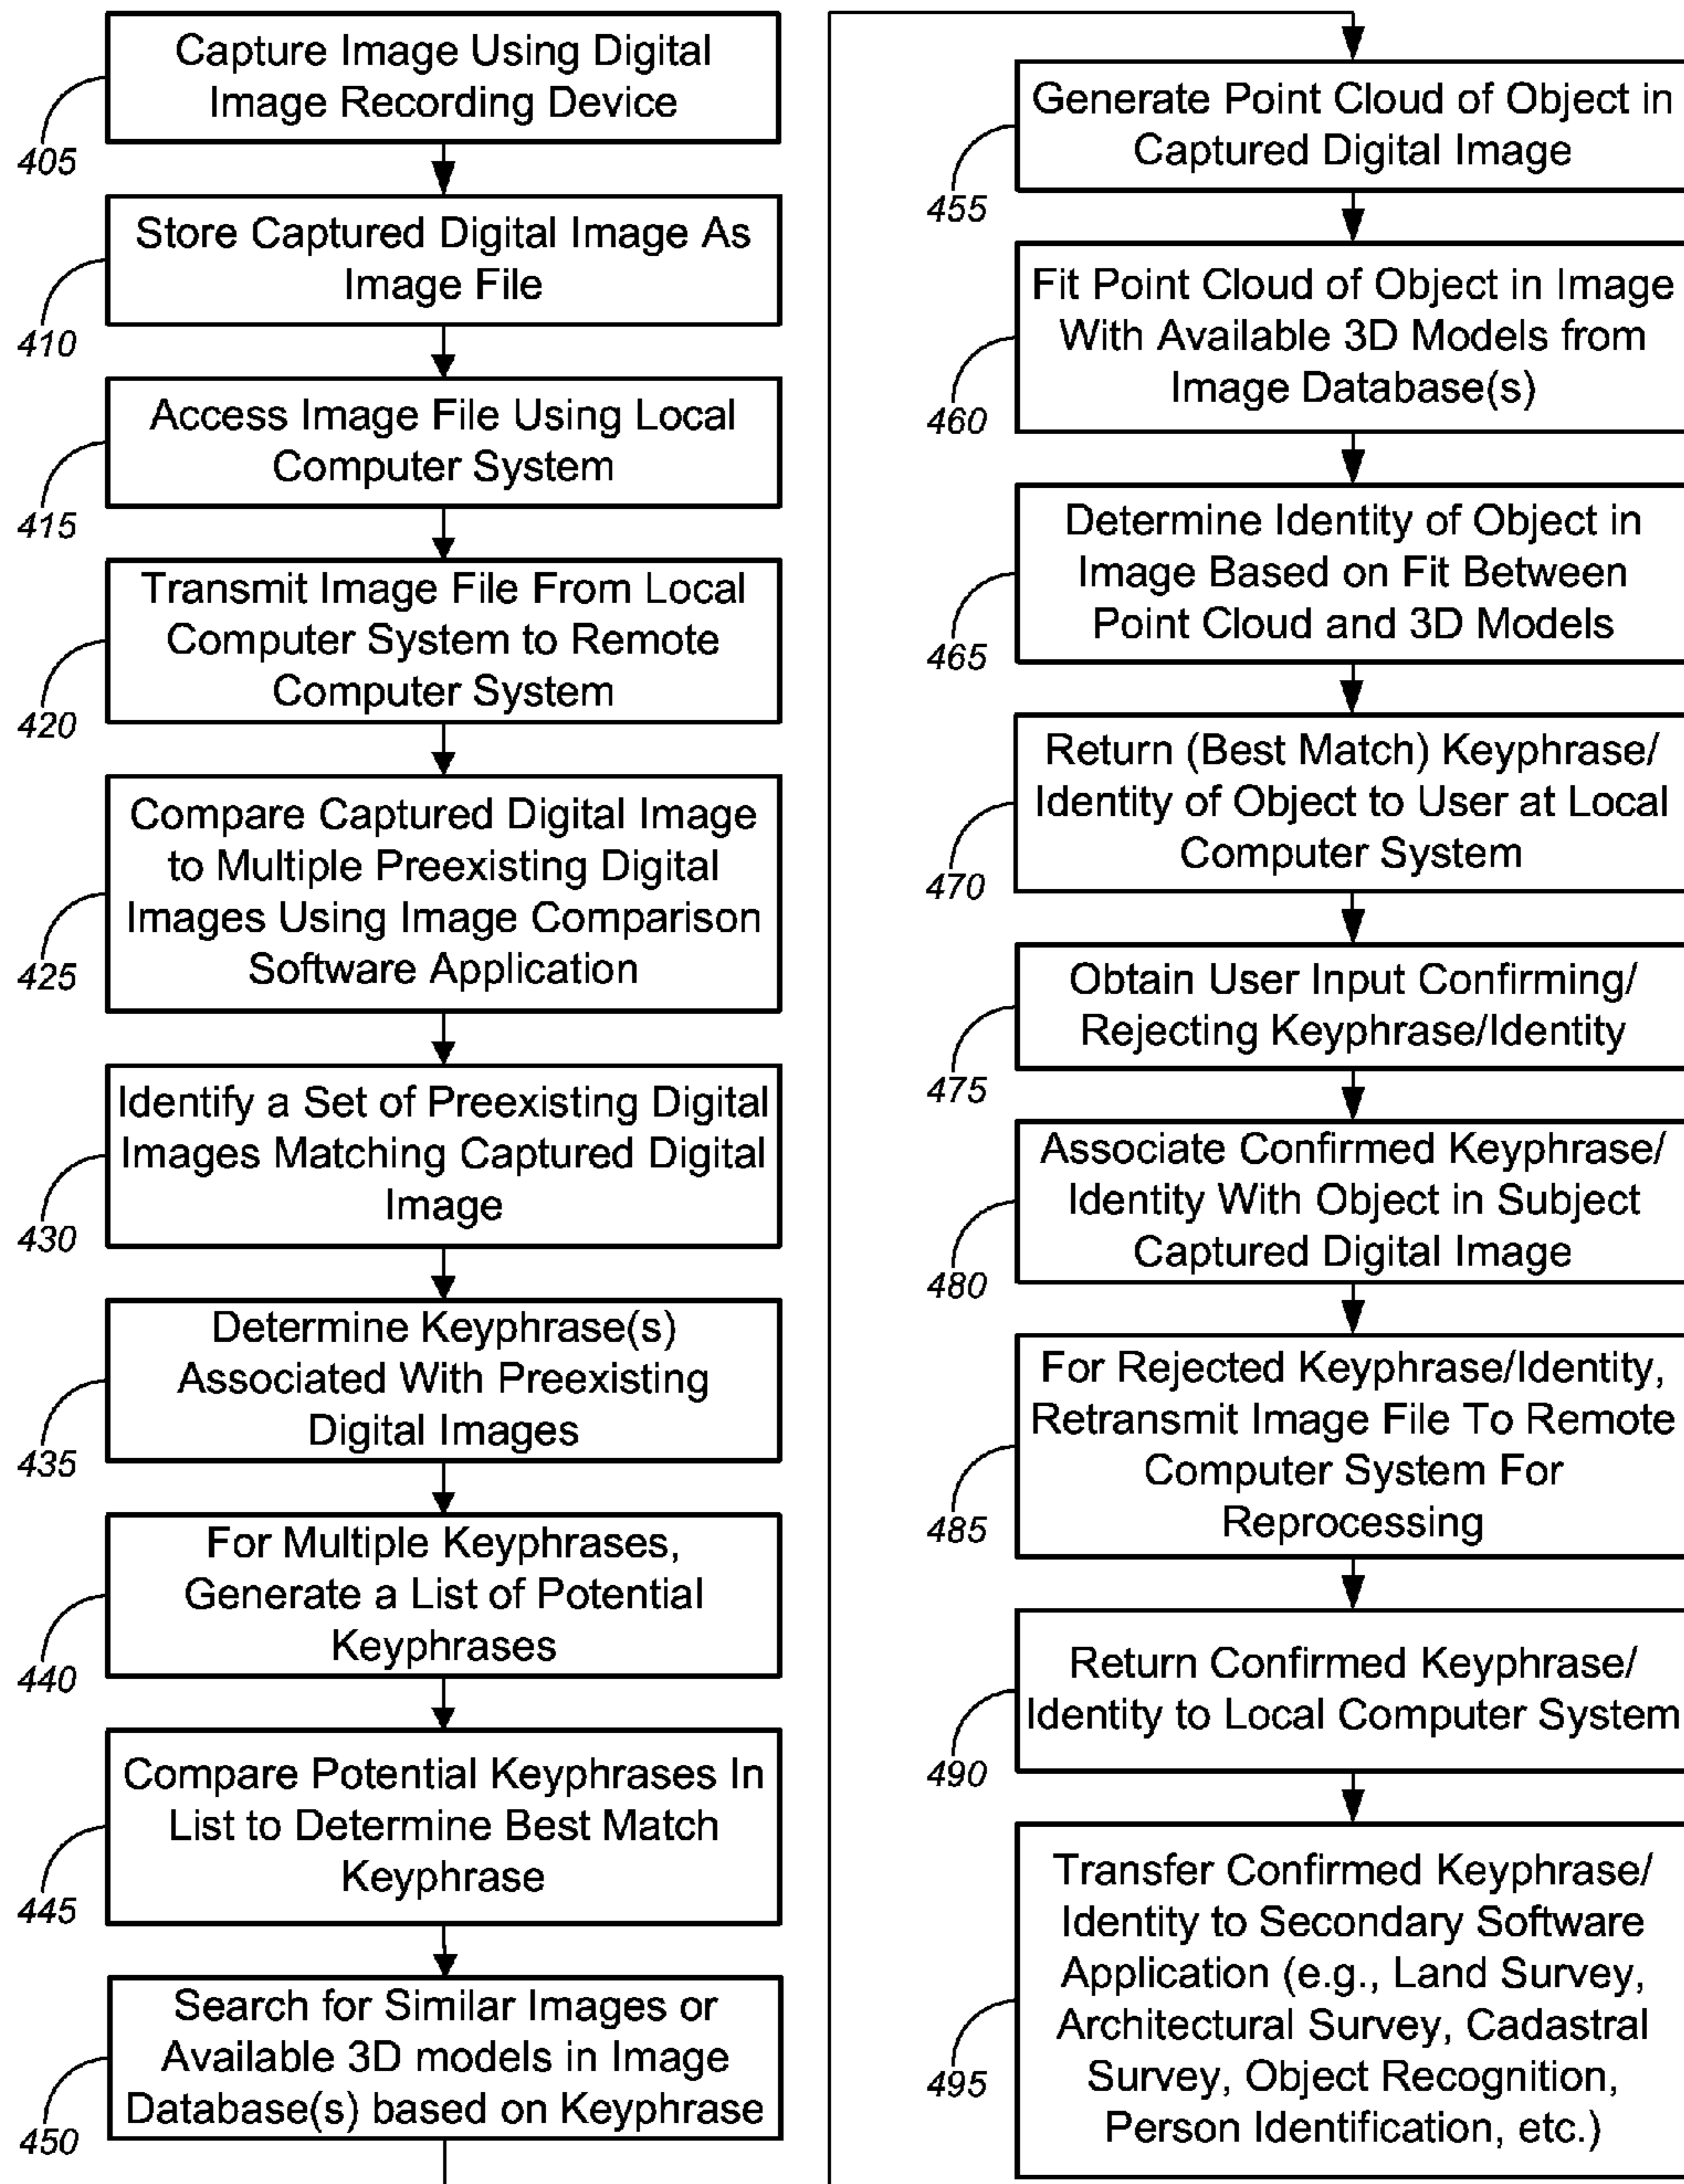 Capture Image Using Digital
Image Recording Device
405
Store Captured Digital Image As
Image File
410
Access Image File Using Local
Computer System
415
Transmit Image File From Local
Computer System to Remote
Computer System
420
Compare Captured Digital Image
to Multiple Preexisting Digital
Images Using Image Comparison
Software Application
425
Identify a Set of Preexisting Digital
Images Matching Captured Digital
Image
430
Determine Keyphrase(s)
Associated With Preexisting
Digital Images
435
For Multiple Keyphrases,
Generate a List of Potential
Keyphrases
440
Compare Potential Keyphrases In
List to Determine Best Match
Keyphrase
445
Search for Similar Images or
Available 3D models in Image
Database(s) based on Keyphrase
450
Generate Point Cloud of Object in
Captured Digital Image
455
Fit Point Cloud of Object in Image
With Available 3D Models from
Image Database(s)
460
Determine Identity of Object in
Image Based on Fit Between
Point Cloud and 3D Models
465
Return (Best Match) Keyphrase/
Identity of Object to User at Local
Computer System
470
Obtain User Input Confirming/
Rejecting Keyphrase/Identity
475
Associate Confirmed Keyphrase/
Identity With Object in Subject
Captured Digital Image
480
For Rejected Keyphrase/Identity,
Retransmit Image File To Remote
Computer System For
Reprocessing
485
Return Confirmed Keyphrase/
Identity to Local Computer System
490
Transfer Confirmed Keyphrase/
Identity to Secondary Software
Application (e.g., Land Survey,
Architectural Survey, Cadastral
Survey, Object Recognition,
Person Identification, etc.)
495